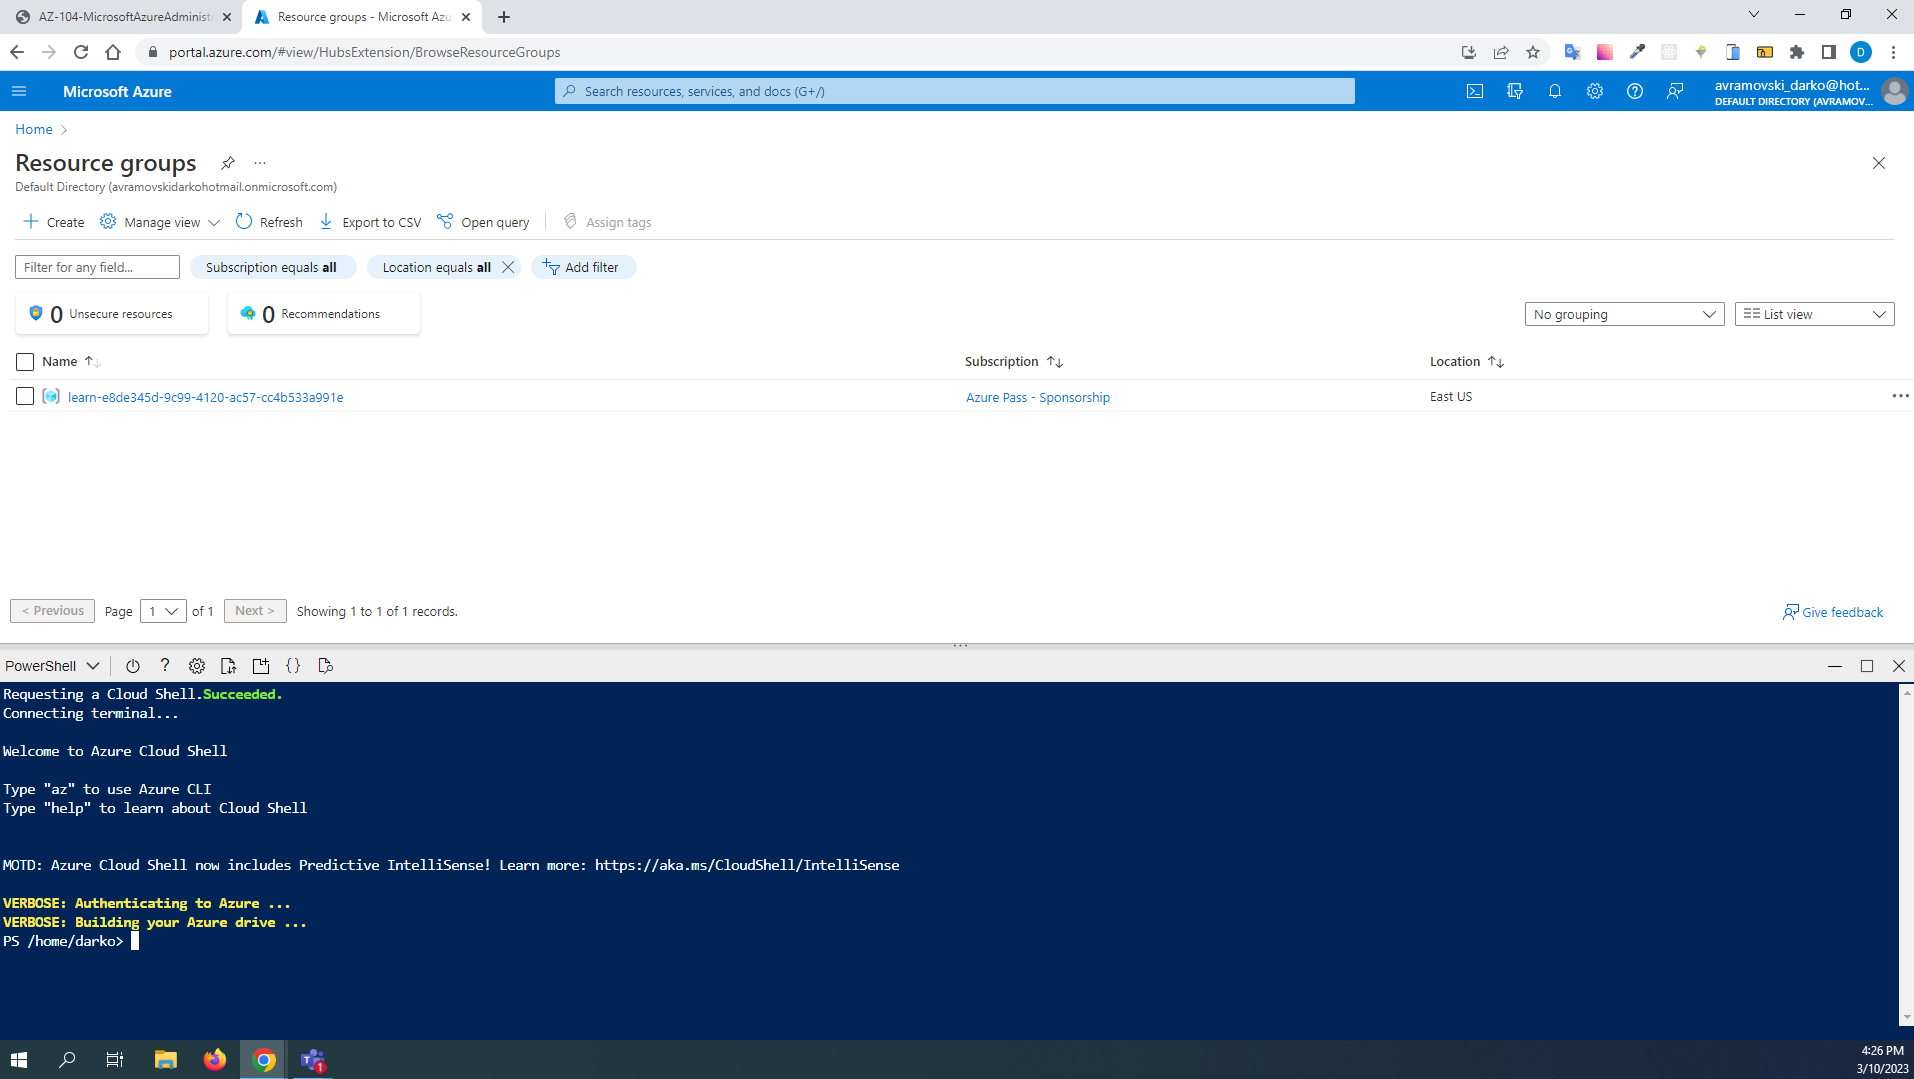 AZ-104-MicrosoftAzureAdminist
Resource groups - Microsoft Azu
portal.azure.com/#view/HubsExtension/BrowseResourceGroups
D
Microsoft Azure
Search resources, services, and docs (G+/)
avramovski_darko@hot...
DEFAULT DIRECTORY (AVRAMOV...
Home
Resource groups
Default Directory (avramovskidarkohotmail.onmicrosoft.com)
Create
Manage view
Refresh
Export to CSV
Open query
Assign tags
Filter for any field...
Subscription equals all
Location equals all
Add filter
0 Unsecure resources
0 Recommendations
No grouping
List view
Name
Subscription
Location
learn-e8de345d-9c99-4120-ac57-cc4b533a991e
Azure Pass - Sponsorship
East US
< Previous
Page 1 of 1
Next >
Showing 1 to 1 of 1 records.
Give feedback
PowerShell
Requesting a Cloud Shell.Succeeded.
Connecting terminal...
Welcome to Azure Cloud Shell
Type "az" to use Azure CLI
Type "help" to learn about Cloud Shell
MOTD: Azure Cloud Shell now includes Predictive IntelliSense! Learn more: https://aka.ms/CloudShell/IntelliSense
VERBOSE: Authenticating to Azure ...
VERBOSE: Building your Azure drive ...
PS /home/darko>
1
4:26 PM
3/10/2023